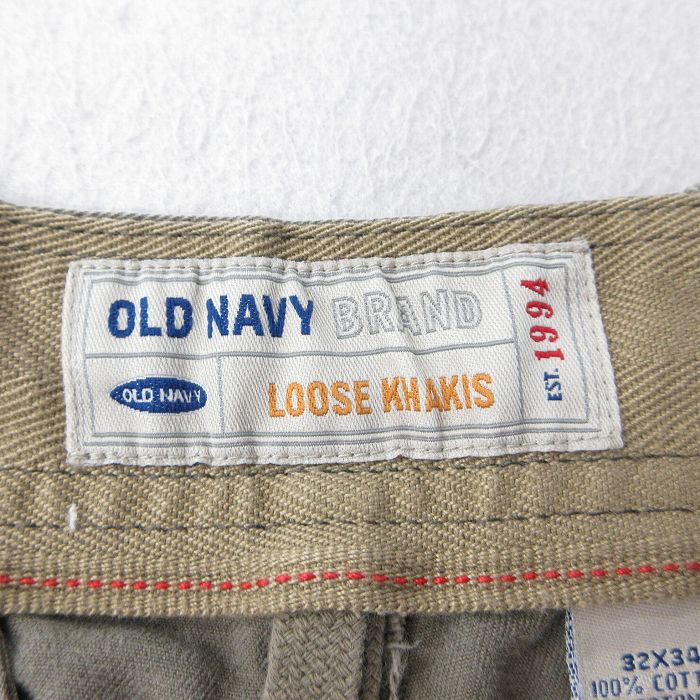 OLD NAVY BRAND
OLD NAVY
LOOSE KHAKIS
EST. 1994
32X34
100% COTT